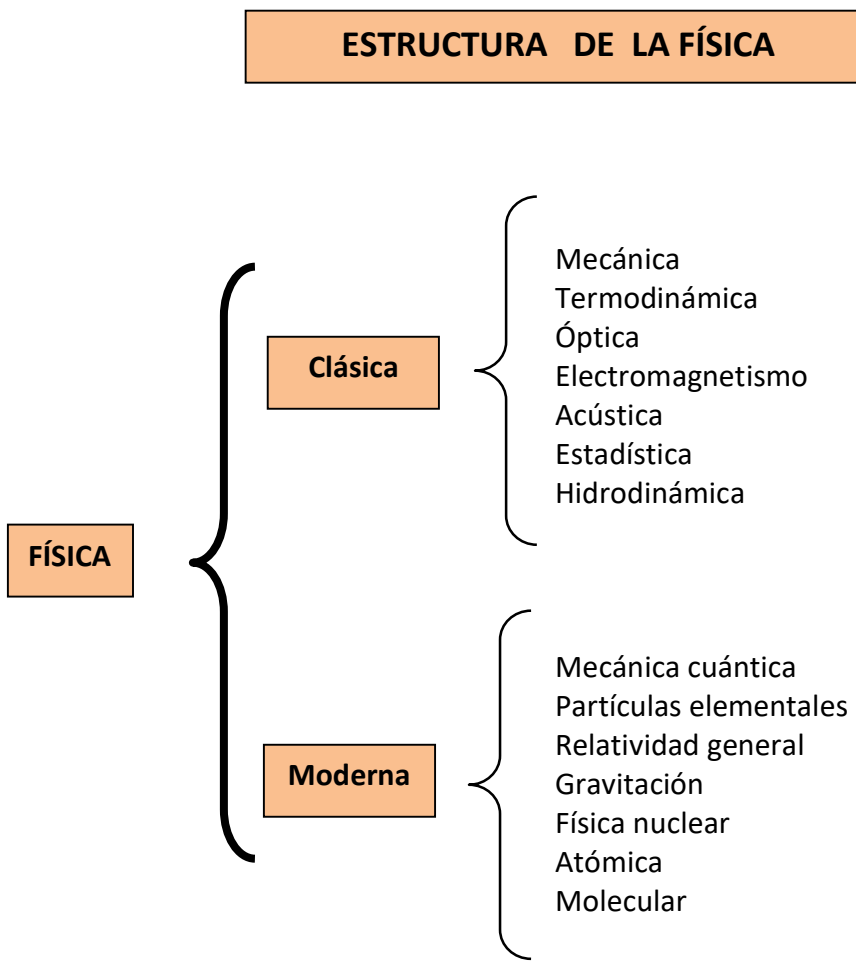 ESTRUCTURA DE LA FÍSICA
FÍSICA
Clásica
Mecánica
Termodinámica
Óptica
Electromagnetismo
Acústica
Estadística
Hidrodinámica
Moderna
Mecánica cuántica
Partículas elementales
Relatividad general
Gravitación
Física nuclear
Atómica
Molecular